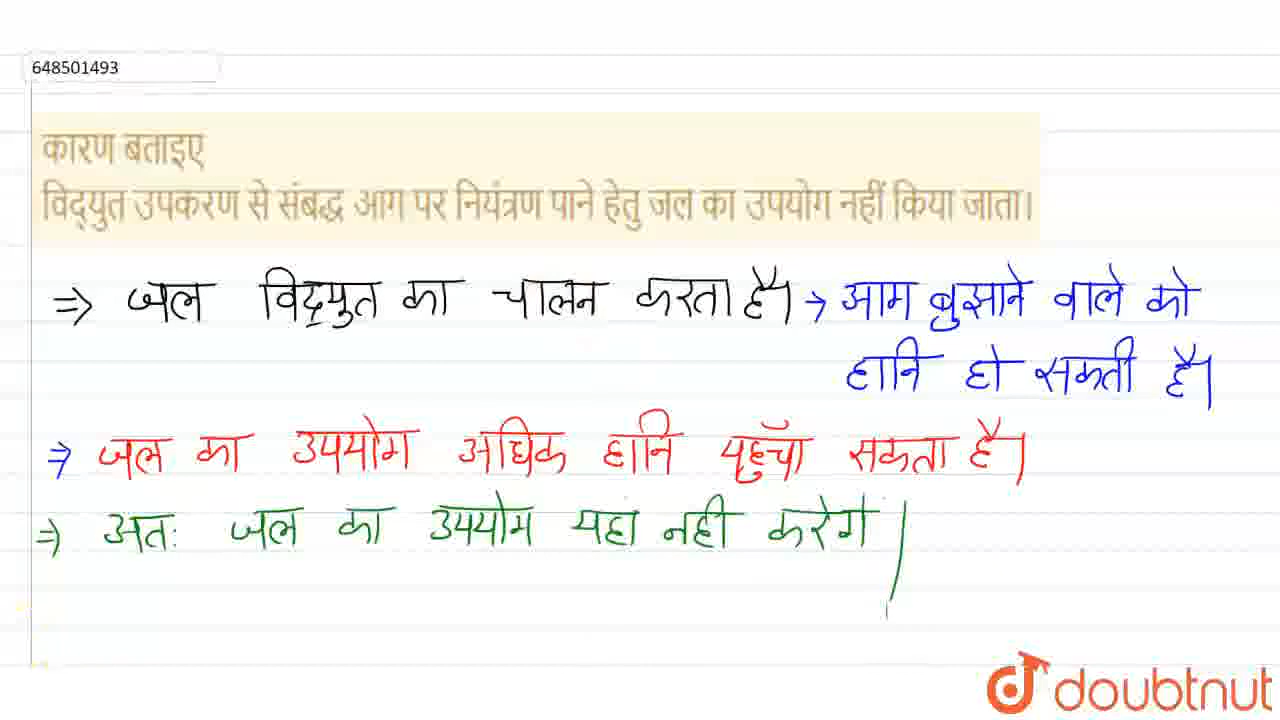 648501493
कारण बताइए
विद्युत उपकरण से संबद्ध आग पर नियंत्रण पाने हेतु जल का उपयोग नहीं किया जाता।
⇒ जल विद्युत का चालन करता है। → आग बुझाने वाले को
हानि हो सकती है।
⇒ जल का उपयोग अधिक हानि पहुँचा सकता है।
⇒ अतः जल का उपयोग यहां नही करेगें |
doubtnut